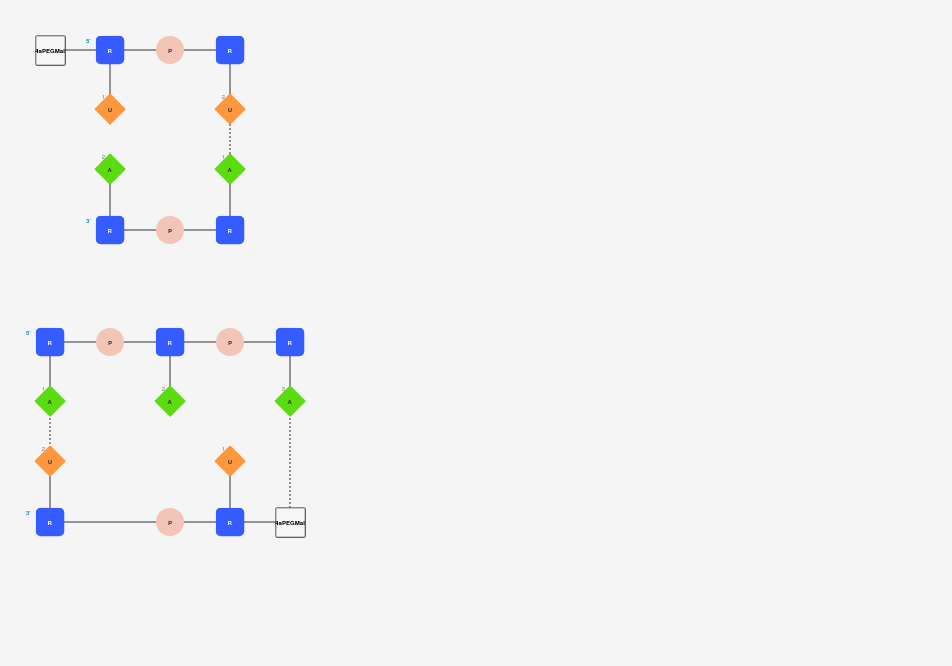 5'
4aPEGMal R P R
1 2
U U
2 1
A A
3'
R P R
5'
R P R P R
1 2 3
A A A
2 1
U U
3'
R P R 4aPEGMal